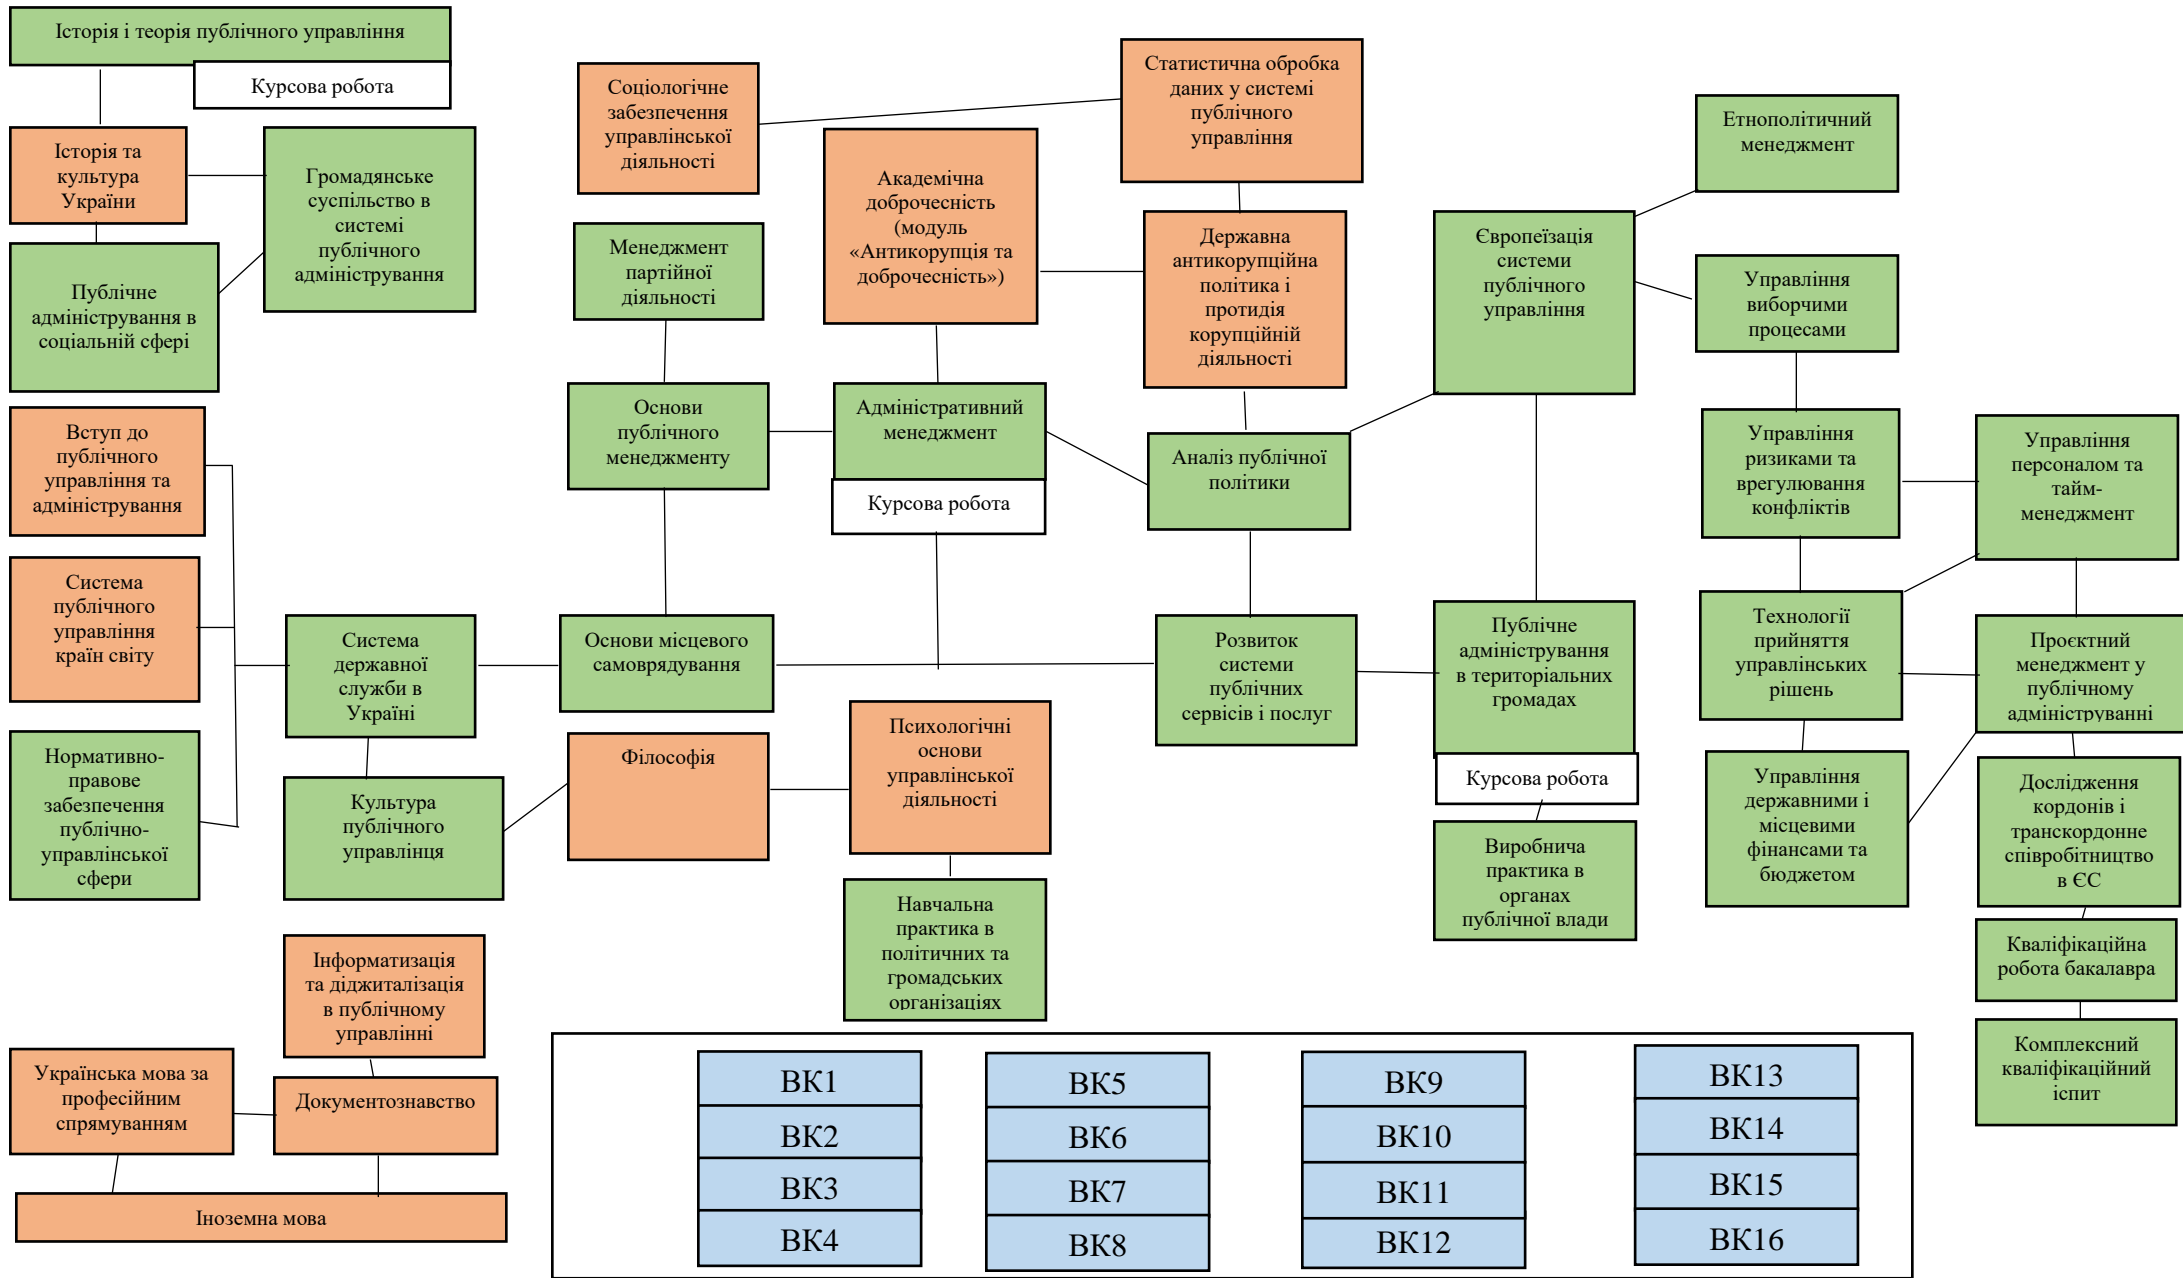 Історія і теорія публічного управління
Курсова робота
Історія та
культура
України
Громадянське
суспільство в
системі
публічного
адміністрування
Публічне
адміністрування в
соціальній сфері
Вступ до
публічного
управління та
адміністрування
Система
публічного
управління
країн світу
Нормативно-
правове
забезпечення
публічно-
управлінської
сфери
Система
державної
служби в
Україні
Культура
публічного
управлінця
Інформатизація
та діджиталізація
в публічному
управлінні
Українська мова за
професійним
спрямуванням
Документознавство
Іноземна мова
Соціологічне
забезпечення
управлінської
діяльності
Менеджмент
партійної
діяльності
Основи
публічного
менеджменту
Основи місцевого
самоврядування
Філософія
Академічна
доброчесність
(модуль
«Антикорупція та
доброчесність»)
Адміністративний
менеджмент
Курсова робота
Психологічні
основи
управлінської
діяльності
Навчальна
практика в
політичних та
громадських
організаціях
Статистична обробка
даних у системі
публічного
управління
Державна
антикорупційна
політика і
протидія
корупційній
діяльності
Аналіз публічної
політики
Розвиток
системи
публічних
сервісів і послуг
Європеїзація
системи
публічного
управління
Публічне
адміністрування
в територіальних
громадах
Курсова робота
Виробнича
практика в
органах
публічної влади
Етнополітичний
менеджмент
Управління
виборчими
процесами
Управління
ризиками та
врегулювання
конфліктів
Технології
прийняття
управлінських
рішень
Управління
державними і
місцевими
фінансами та
бюджетом
Управління
персоналом та
тайм-
менеджмент
Проєктний
менеджмент у
публічному
адмініструванні
Дослідження
кордонів і
транскордонне
співробітництво
в ЄС
Кваліфікаційна
робота бакалавра
Комплексний
кваліфікаційний
іспит
ВК1
ВК2
ВК3
ВК4
ВК5
ВК6
ВК7
ВК8
ВК9
ВК10
ВК11
ВК12
ВК13
ВК14
ВК15
ВК16